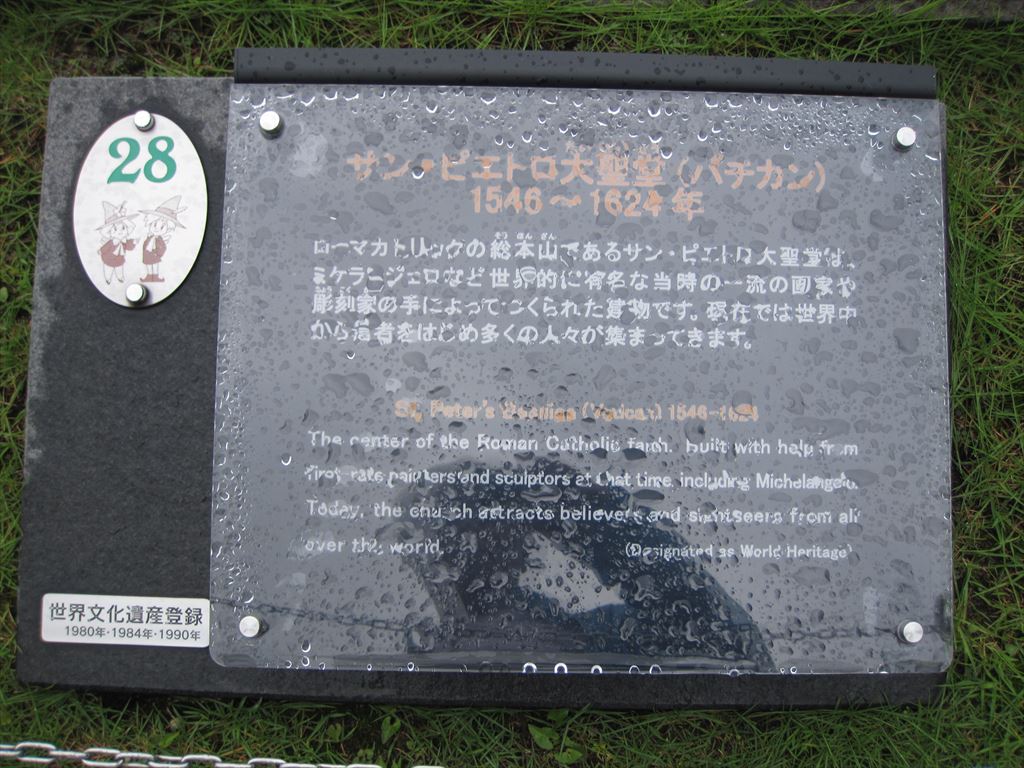 28
サン・ピエトロ大聖堂(バチカン)
1546〜1624年
ローマカトリックの総本山であるサン・ピエトロ大聖堂は、
ミケランジェロなど世界的に有名な当時の一流の画家や
彫刻家の手によってつくられた建物です。現在では世界中
から信者をはじめ多くの人々が集まってきます。
St. Peter's Basilica (Vatican) 1546-1624
The center of the Roman Catholic faith. Built with help from
first-rate painters and sculptors at that time including Michelangelo.
Today, the church attracts believers and sightseers from all
over the world.
(Designated as World Heritage)
世界文化遺産登録
1980年·1984年·1990年